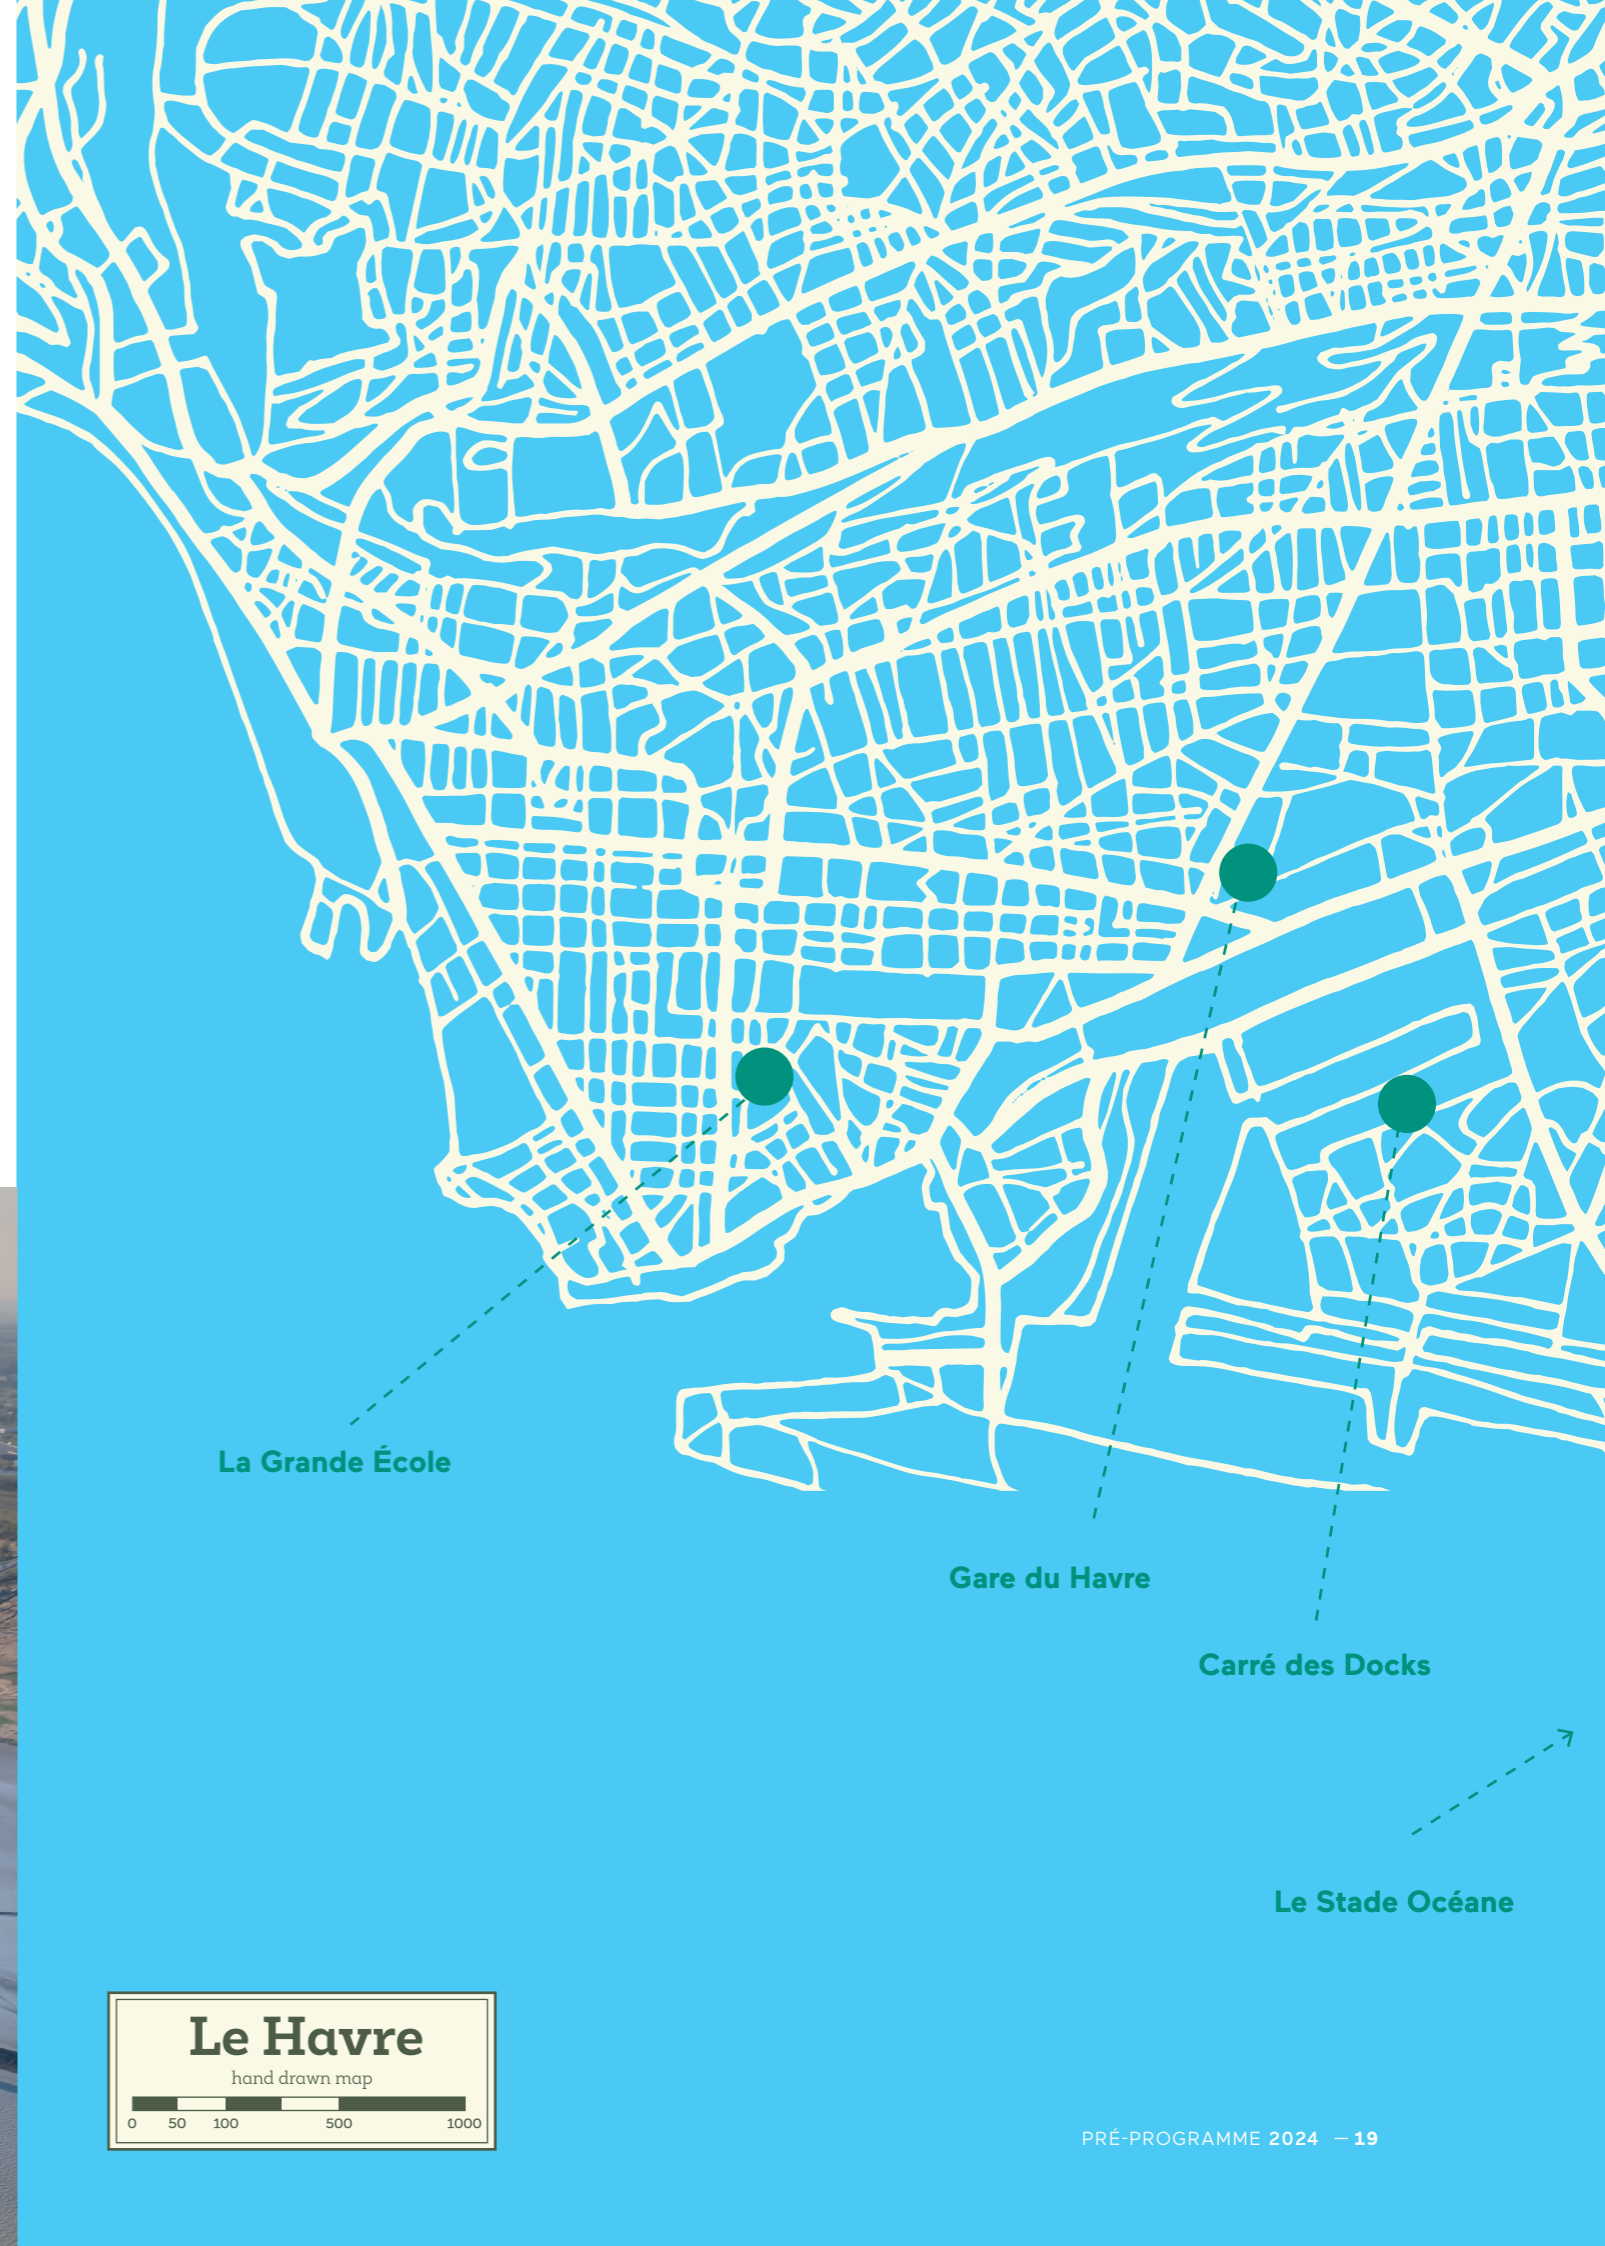 La Grande École
Gare du Havre
Carré des Docks
Le Stade Océane
Le Havre
hand drawn map
0 50 100 500 1000
PRÉ-PROGRAMME 2024 — 19